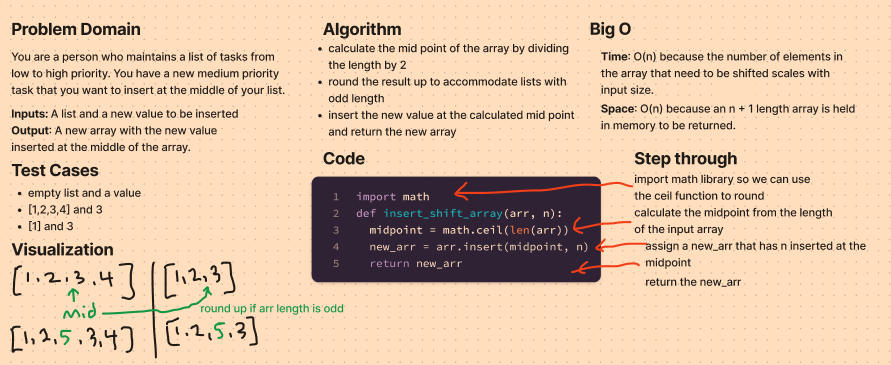 Problem Domain
You are a person who maintains a list of tasks from
low to high priority. You have a new medium priority
task that you want to insert at the middle of your list.
Inputs: A list and a new value to be inserted
Output: A new array with the new value
inserted at the middle of the array.
Test Cases
• empty list and a value
• [1,2,3,4] and 3
• [1] and 3
Visualization
[1,2,3,4]
[1,2,3]
mid
round up if arr length is odd
[1,2,5,3,4]
[1,2,5,3]
Algorithm
• calculate the mid point of the array by dividing
the length by 2
• round the result up to accommodate lists with
odd length
• insert the new value at the calculated mid point
and return the new array
Code
1 import math
2 def insert_shift_array(arr, n):
3 midpoint = math.ceil(len(arr))
4 new_arr = arr.insert(midpoint, n)
5 return new_arr
Big O
Time: O(n) because the number of elements in
the array that need to be shifted scales with
input size.
Space: O(n) because an n + 1 length array is held
in memory to be returned.
Step through
import math library so we can use
the ceil function to round
calculate the midpoint from the length
of the input array
assign a new_arr that has n inserted at the
midpoint
return the new_arr